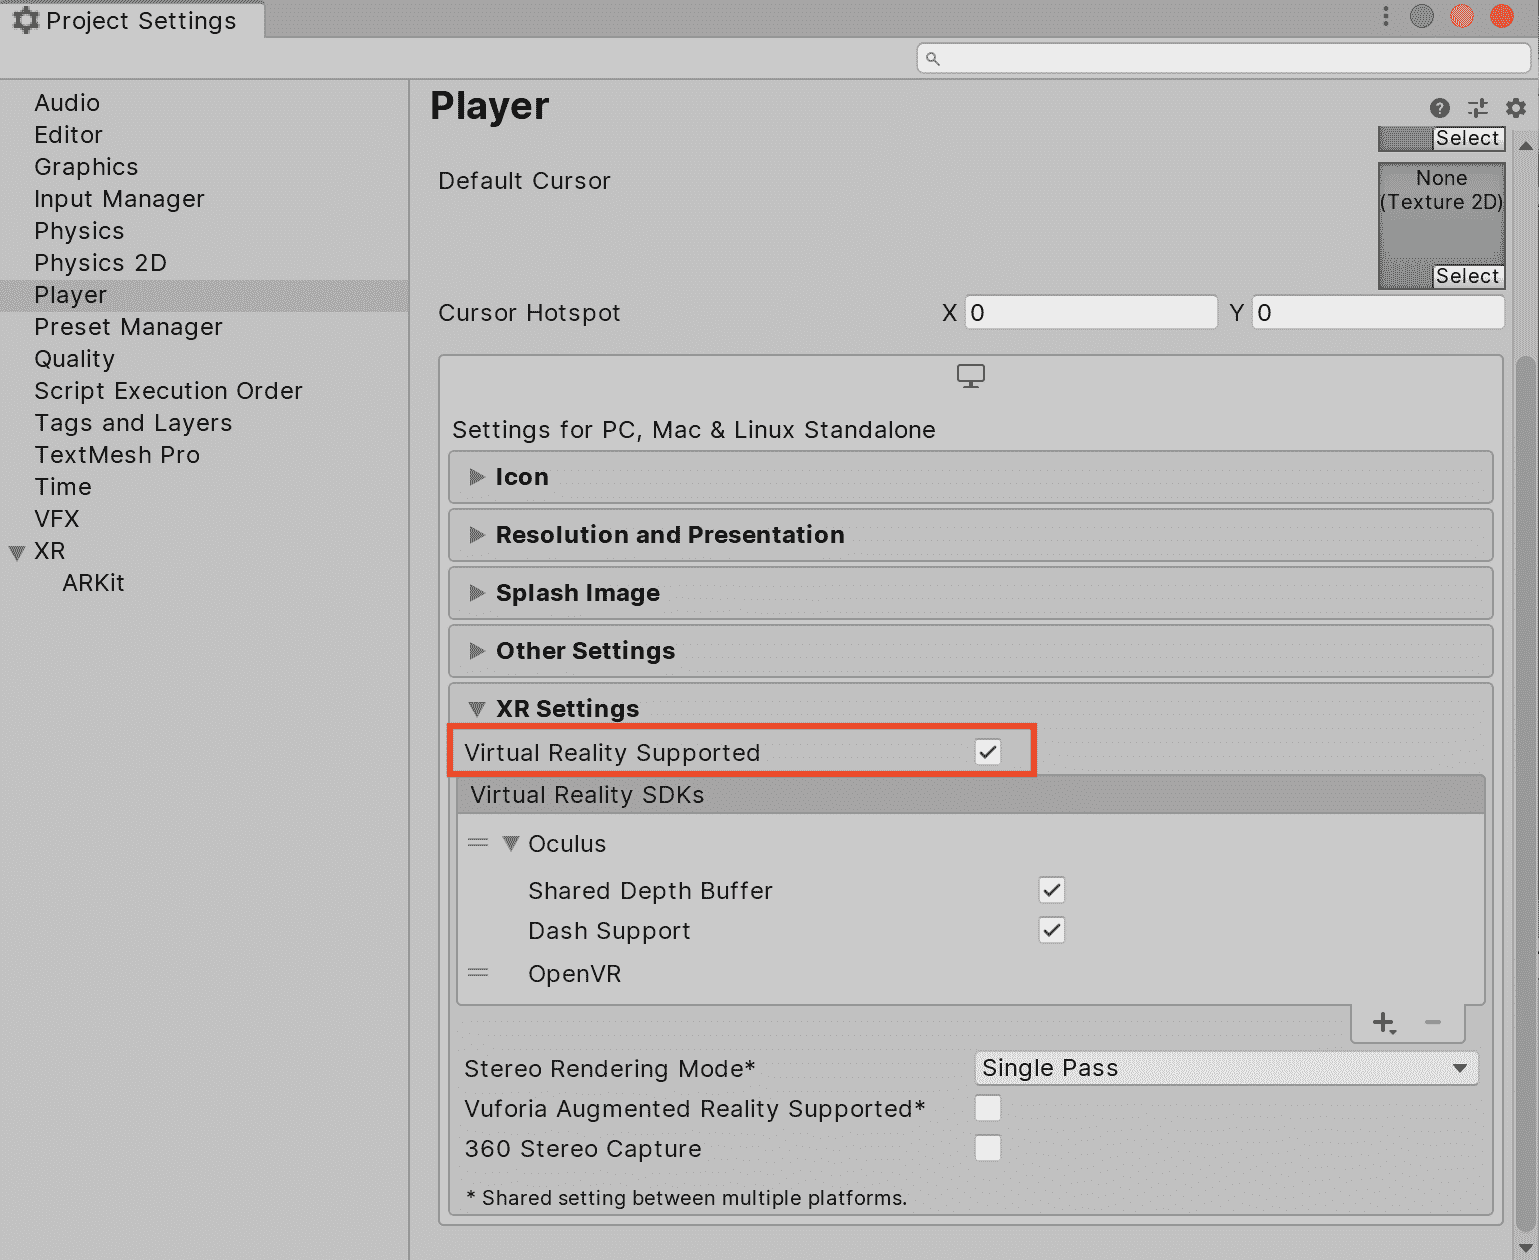 Project Settings
Audio
Editor
Graphics
Input Manager
Physics
Physics 2D
Player
Preset Manager
Quality
Script Execution Order
Tags and Layers
TextMesh Pro
Time
VFX
XR
ARKit
Player
Select
Default Cursor
None
(Texture 2D)
Select
Cursor Hotspot X 0 Y 0
Settings for PC, Mac & Linux Standalone
Icon
Resolution and Presentation
Splash Image
Other Settings
XR Settings
Virtual Reality Supported
Virtual Reality SDKs
Oculus
Shared Depth Buffer
Dash Support
OpenVR
Stereo Rendering Mode* Single Pass
Vuforia Augmented Reality Supported*
360 Stereo Capture
* Shared setting between multiple platforms.